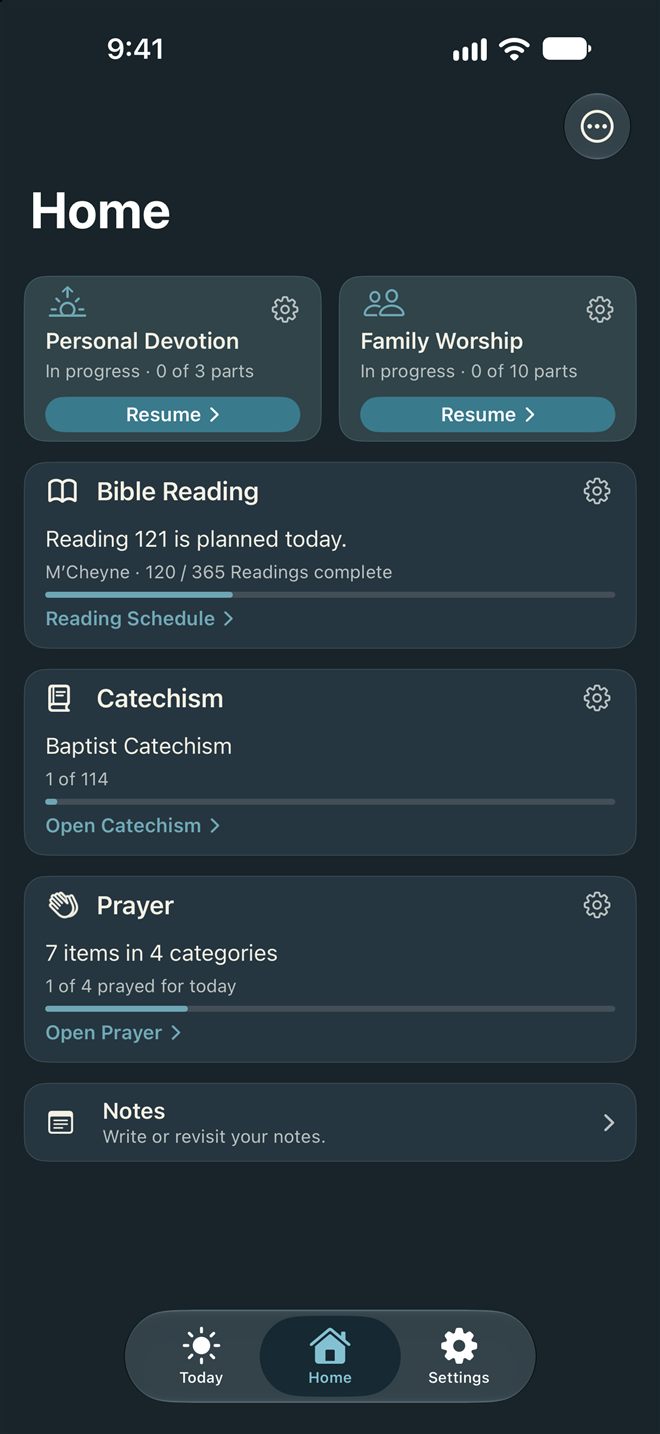 9:41
Home
Personal Devotion
In progress · 0 of 3 parts
Resume
Family Worship
In progress · 0 of 10 parts
Resume
Bible Reading
Reading 121 is planned today.
M’Cheyne · 120 / 365 Readings complete
Reading Schedule
Catechism
Baptist Catechism
1 of 114
Open Catechism
Prayer
7 items in 4 categories
1 of 4 prayed for today
Open Prayer
Notes
Write or revisit your notes.
Today
Home
Settings